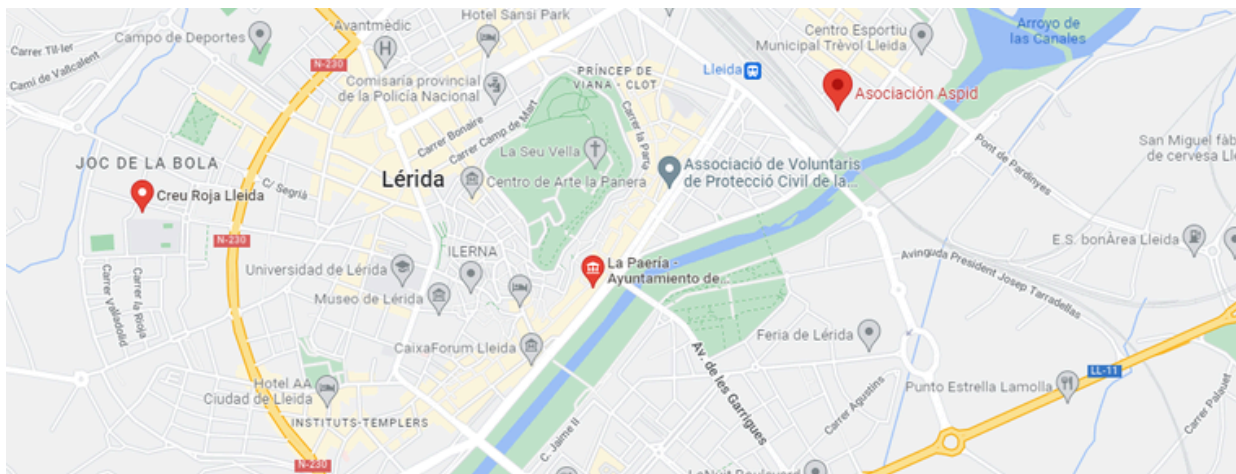 Hotel Sansi Park
Avantmèdic
Campo de Deportes
Carrer Til·ler
Camí de Vallcalent
N-230
Comisaría provincial
de la Policía Nacional
PRÍNCEP DE
VIANA - CLOT
Lleida
Centro Esportiu
Municipal Trèvol Lleida
Arroyo de
las Canales
Asociación Aspid
Carrer Bonaire
Carrer Camp de Mart
Carrer la Parra
La Seu Vella
Pont de Pardinyes
San Miguel fàb
de cervesa Lle
JOC DE LA BOLA
Creu Roja Lleida
C/ Segrià
Lérida
Centro de Arte la Panera
Associació de Voluntaris
de Protecció Civil de la...
N-230
ILERNA
Universidad de Lérida
Museo de Lérida
La Paería -
Ayuntamiento de...
E.S. bonÀrea Lleida
Avinguda President Josep Tarradellas
Carrer Valladolid
Carrer la Rioja
CaixaForum Lleida
Feria de Lérida
Hotel AA
Ciudad de Lleida
Av. de les Garrigues
LL-11
Punto Estrella Lamolla
Carrer Agustins
Carrer Palauet
INSTITUTS-TEMPLERS
C. Jaime II
N-230